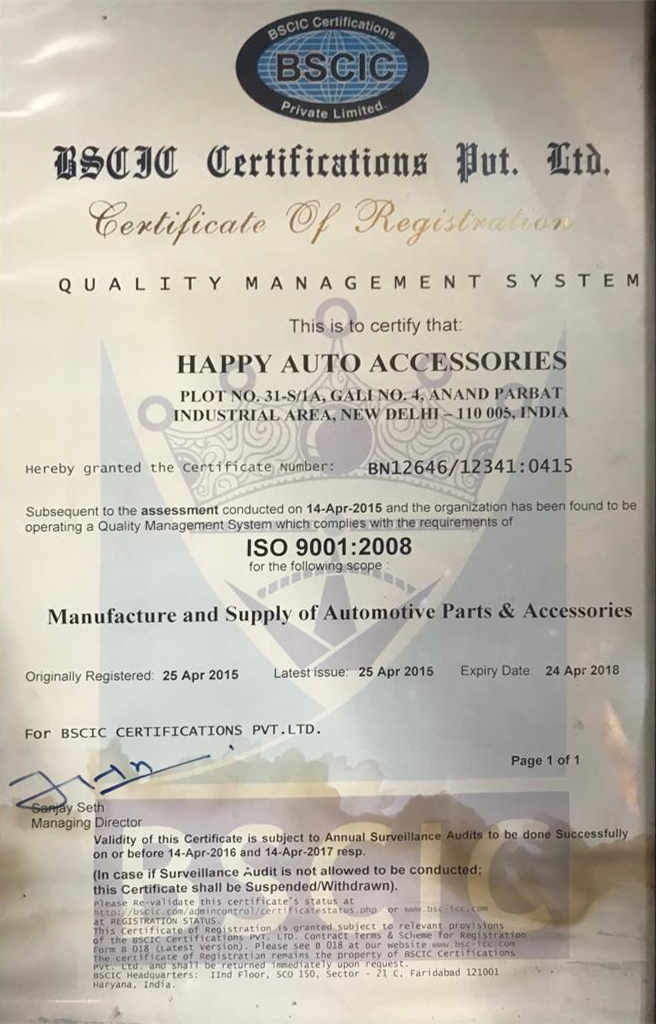 BSCIC Certifications
BSCIC
Private Limited.
BSCIC Certifications Pvt. Ltd.
Certificate Of Registration
QUALITY MANAGEMENT SYSTEM
This is to certify that:
HAPPY AUTO ACCESSORIES
PLOT NO. 31-S/1A, GALI NO. 4, ANAND PARBAT
INDUSTRIAL AREA, NEW DELHI – 110 005, INDIA
Hereby granted the Certificate Number: BN12646/12341:0415
Subsequent to the assessment conducted on 14-Apr-2015 and the organization has been found to be
operating a Quality Management System which complies with the requirements of
ISO 9001:2008
for the following scope :
Manufacture and Supply of Automotive Parts & Accessories
Originally Registered: 25 Apr 2015 Latest Issue: 25 Apr 2015 Expiry Date: 24 Apr 2018
For BSCIC CERTIFICATIONS PVT.LTD.
Page 1 of 1
Sanjay Seth
Managing Director
BSCIC
Validity of this Certificate is subject to Annual Surveillance Audits to be done Successfully
on or before 14-Apr-2016 and 14-Apr-2017 resp.
(In case if Surveillance Audit is not allowed to be conducted;
this Certificate shall be Suspended/Withdrawn).
Please Re-validate this certificate's status at
http://bscic.com/admincontrol/certificatestatus.php or www.bsc-icc.com
at REGISTRATION STATUS.
This Certificate of Registration is granted subject to relevant provisions
of the BSCIC Certifications PVT. LTD. Contract Terms & Scheme for Registration
Form B 018 (Latest Version). Please see B 018 at our website www.bsc-icc.com
The certificate of Registration remains the property of BSCIC Certifications
Pvt. Ltd. and shall be returned immediately upon request.
BSCIC Headquarters: IInd Floor, SCO 150, Sector - 21 C, Faridabad 121001
Haryana, India.